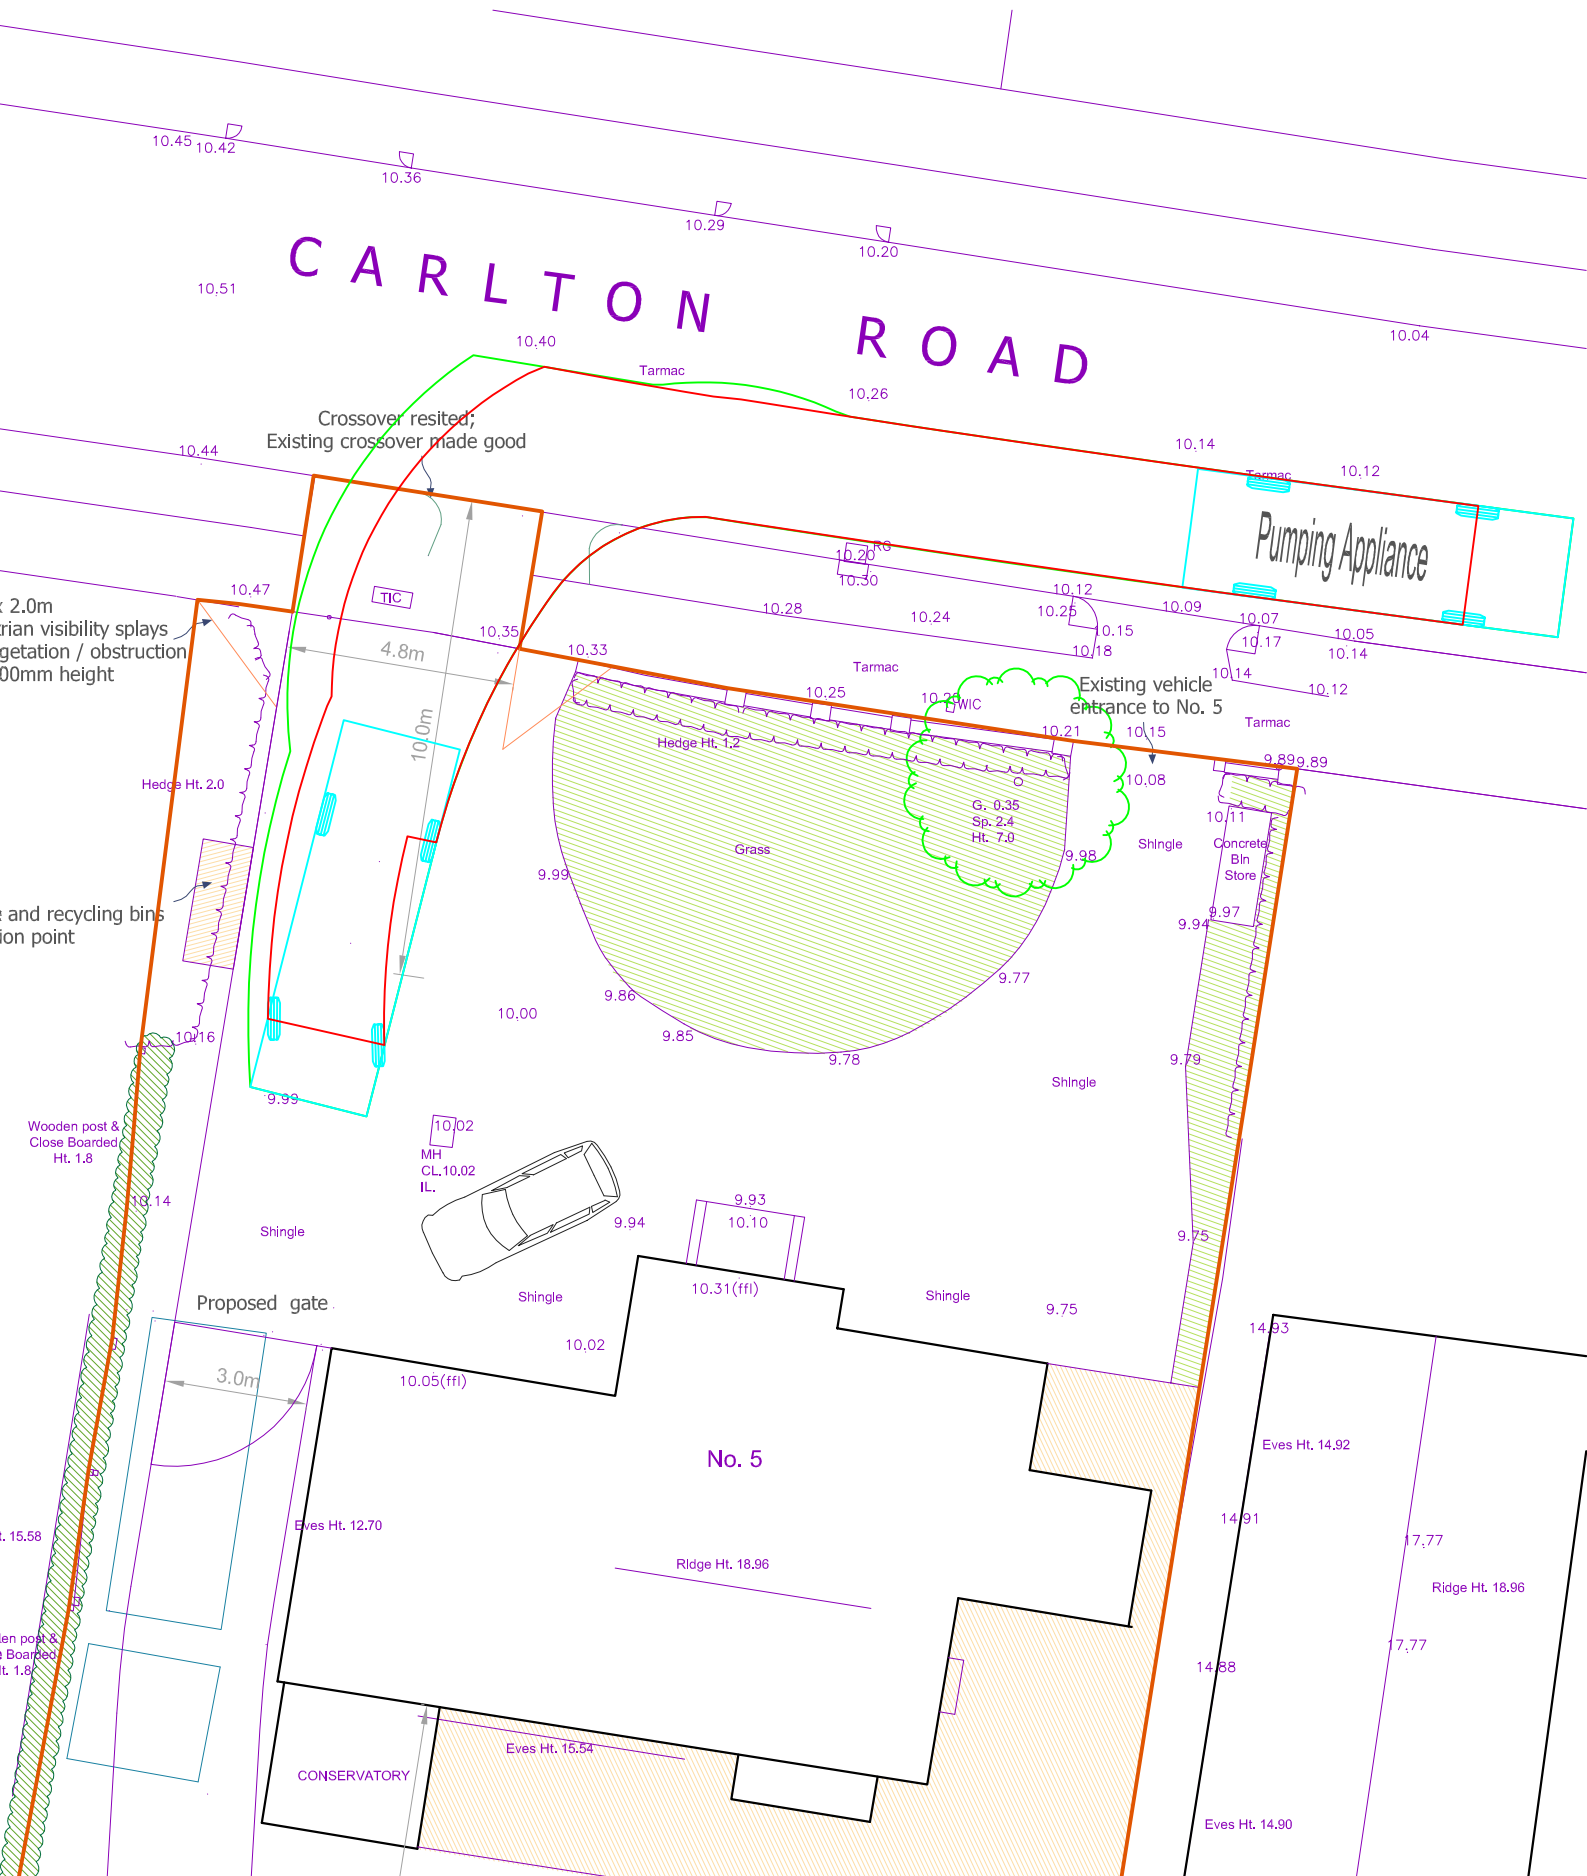 10.45
10.42
10.36
10.29
10.20
10.51
CARLTON ROAD
10.04
10.40
Tarmac
10.26
Crossover resited;
Existing crossover made good
10.44
10.14
Tarmac
10.12
Pumping Appliance
RG
10.20
10.30
10.47
TIC
x 2.0m
trian visibility splays
getation / obstruction
00mm height
10.35
4.8m
10.33
10.28
10.24
10.12
10.25
10.15
10.18
10.09
10.07
10.17
10.05
10.14
10.14
10.12
Tarmac
10.25
WIC
Existing vehicle
entrance to No. 5
10.21
10.15
Tarmac
10.0m
Hedge Ht. 1.2
Hedge Ht. 2.0
9.89
9.89
10.08
G. 0.35
Sp. 2.4
Ht. 7.0
10.11
Concrete
Bin
Store
Shingle
Grass
9.98
9.99
and recycling bins
ion point
9.97
9.94
9.77
9.86
10.00
9.85
9.78
10.16
9.79
Shingle
9.99
Wooden post &
Close Boarded
Ht. 1.8
10.02
MH
CL.10.02
IL.
10.14
9.93
10.10
9.94
Shingle
9.75
Proposed gate
10.31(ffl)
Shingle
Shingle
9.75
10.02
14.93
3.0m
10.05(ffl)
No. 5
Eves Ht. 14.92
Eves Ht. 12.70
14.91
t. 15.58
17.77
Ridge Ht. 18.96
Ridge Ht. 18.96
len post &
e Boarded
It. 1.8
17.77
14.88
Eves Ht. 15.54
CONSERVATORY
Eves Ht. 14.90